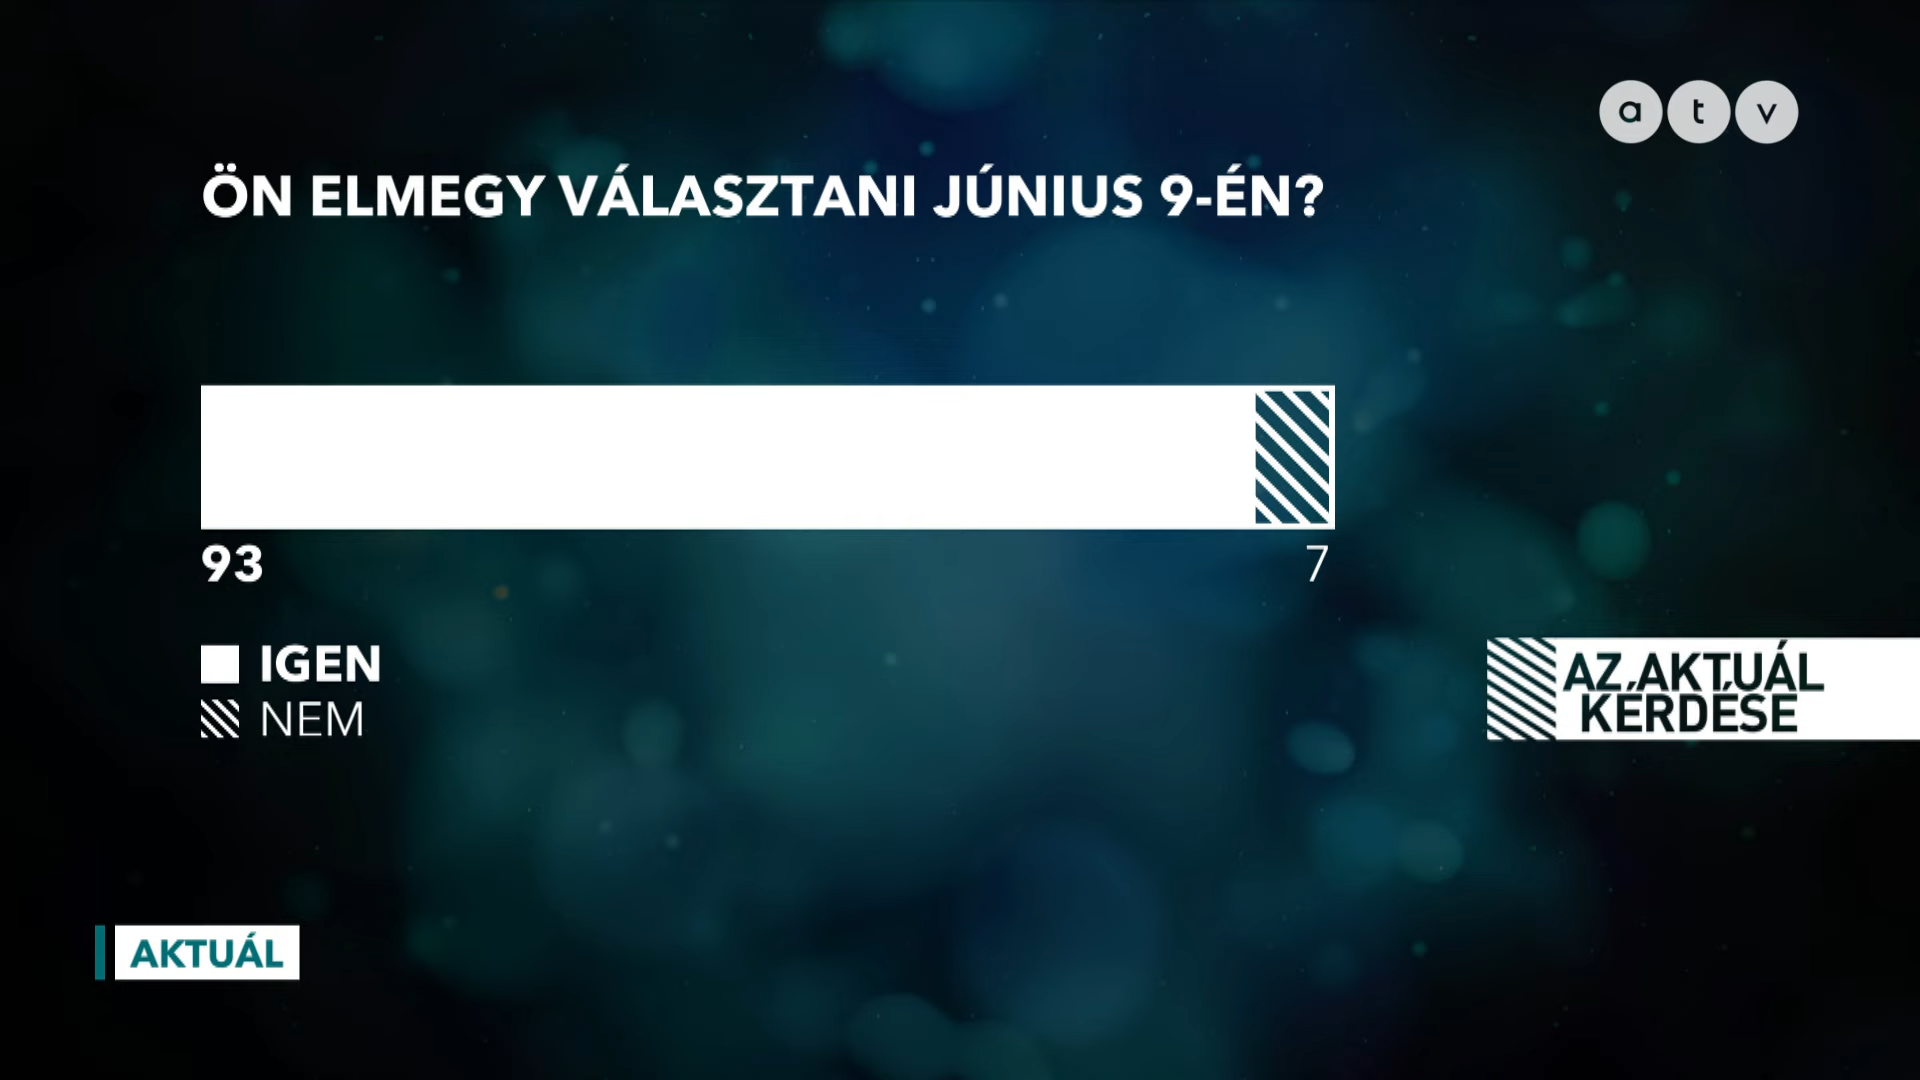 a t v
ÖN ELMEGY VÁLASZTANI JÚNIUS 9-ÉN?
93
7
IGEN
NEM
AZ AKTUÁL
KÉRDÉSE
AKTUÁL